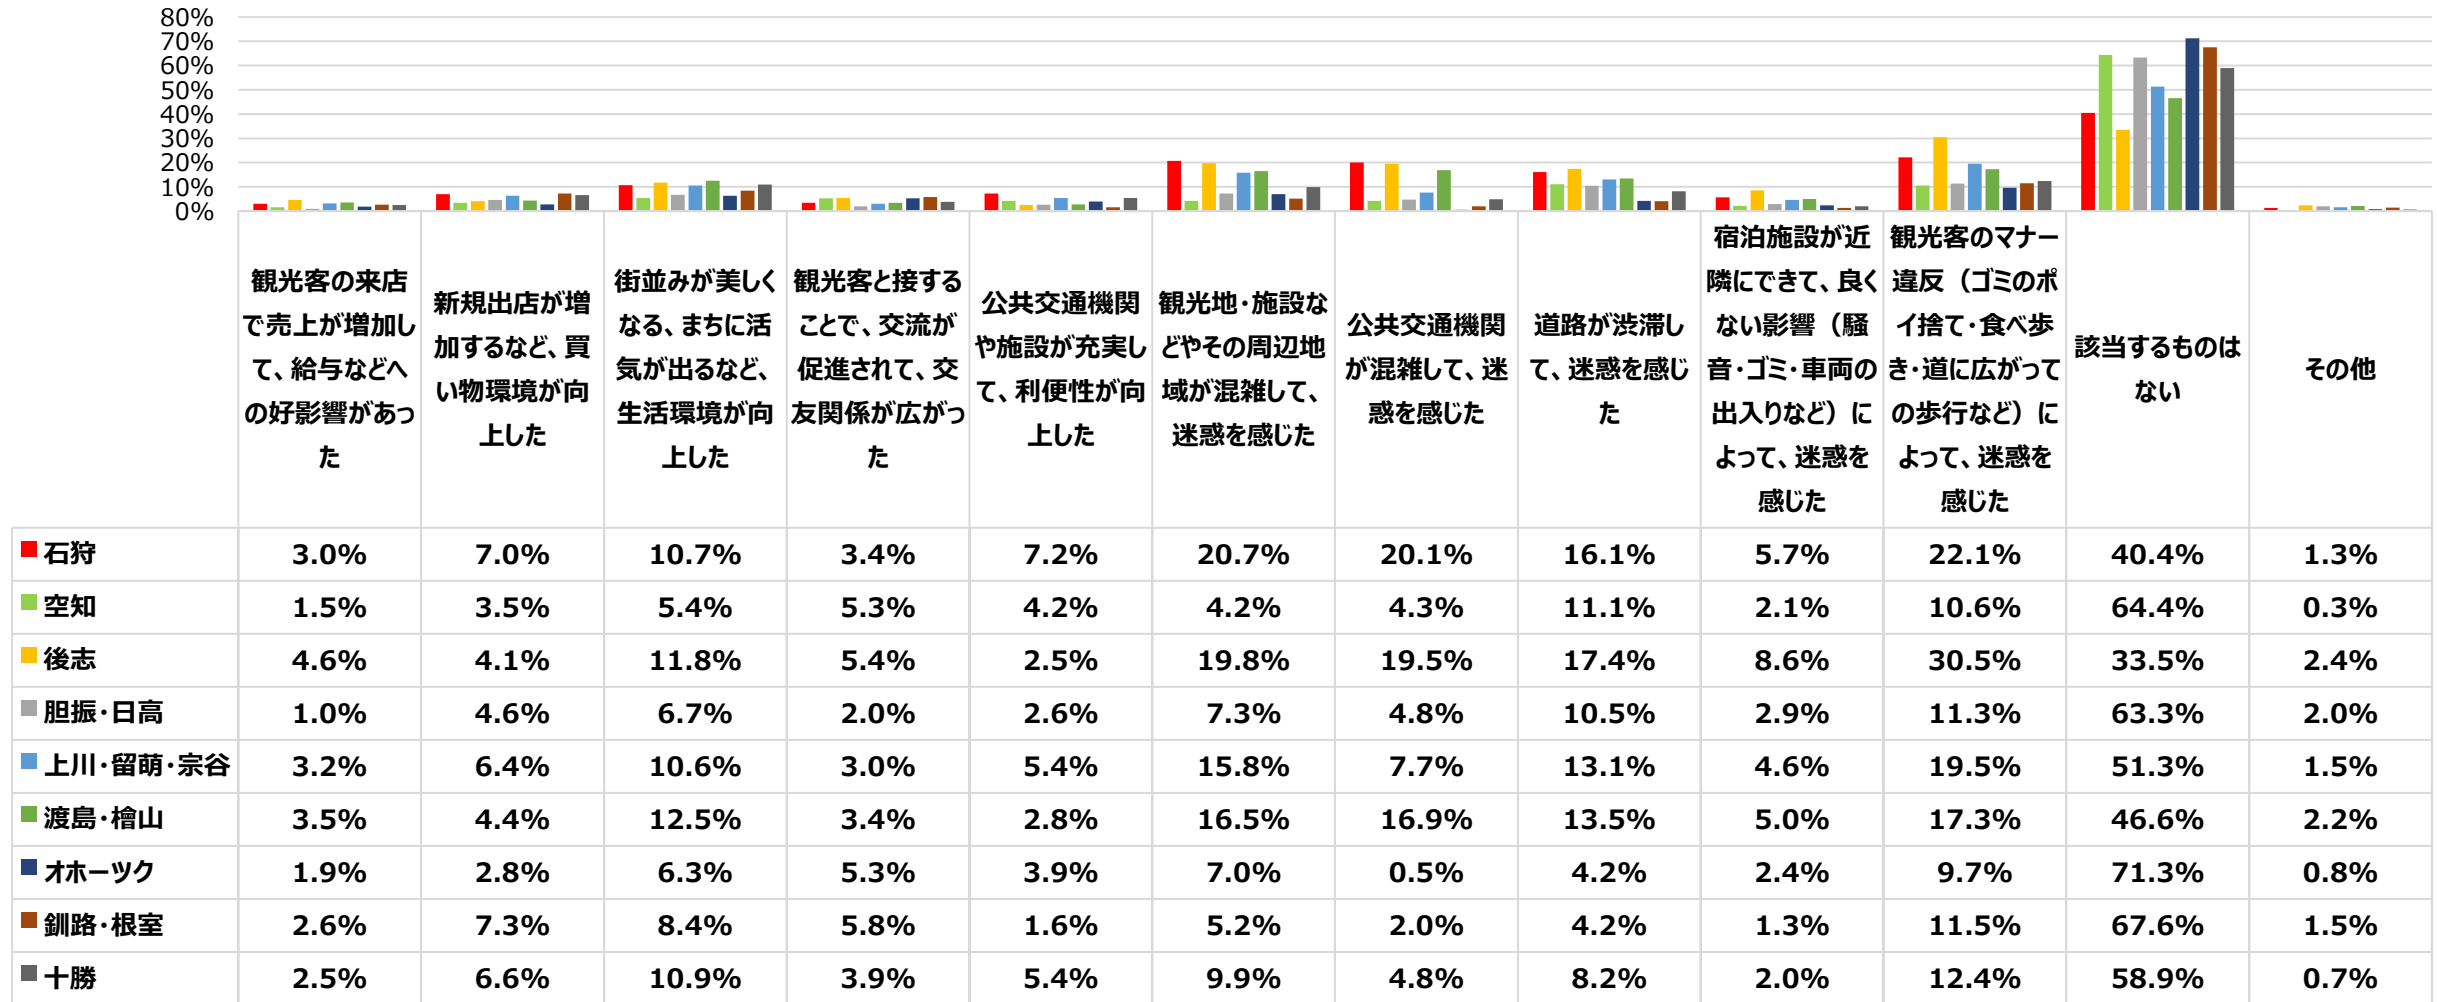 80%
70%
60%
50%
40%
30%
20%
10%
0%
観光客の来店
で売上が増加し
て、給与などへ
の好影響があっ
た
新規出店が増
加するなど、買
い物環境が向
上した
街並みが美しく
なる、まちに活
気が出るなど、
生活環境が向
上した
観光客と接する
ことで、交流が
促進されて、交
友関係が広がっ
た
公共交通機関
や施設が充実し
て、利便性が向
上した
観光地・施設な
どやその周辺地
域が混雑して、
迷惑を感じた
公共交通機関
が混雑して、迷
惑を感じた
道路が渋滞し
て、迷惑を感じ
た
宿泊施設が近
隣にできて、良く
ない影響（騒
音・ゴミ・車両の
出入りなど）に
よって、迷惑を
感じた
観光客のマナー
違反（ゴミのポ
イ捨て・食べ歩
き・道に広がって
の歩行など）に
よって、迷惑を
感じた
該当するものは
ない
その他
石狩 3.0% 7.0% 10.7% 3.4% 7.2% 20.7% 20.1% 16.1% 5.7% 22.1% 40.4% 1.3%
空知 1.5% 3.5% 5.4% 5.3% 4.2% 4.2% 4.3% 11.1% 2.1% 10.6% 64.4% 0.3%
後志 4.6% 4.1% 11.8% 5.4% 2.5% 19.8% 19.5% 17.4% 8.6% 30.5% 33.5% 2.4%
胆振・日高 1.0% 4.6% 6.7% 2.0% 2.6% 7.3% 4.8% 10.5% 2.9% 11.3% 63.3% 2.0%
上川・留萌・宗谷 3.2% 6.4% 10.6% 3.0% 5.4% 15.8% 7.7% 13.1% 4.6% 19.5% 51.3% 1.5%
渡島・檜山 3.5% 4.4% 12.5% 3.4% 2.8% 16.5% 16.9% 13.5% 5.0% 17.3% 46.6% 2.2%
オホーツク 1.9% 2.8% 6.3% 5.3% 3.9% 7.0% 0.5% 4.2% 2.4% 9.7% 71.3% 0.8%
釧路・根室 2.6% 7.3% 8.4% 5.8% 1.6% 5.2% 2.0% 4.2% 1.3% 11.5% 67.6% 1.5%
十勝 2.5% 6.6% 10.9% 3.9% 5.4% 9.9% 4.8% 8.2% 2.0% 12.4% 58.9% 0.7%